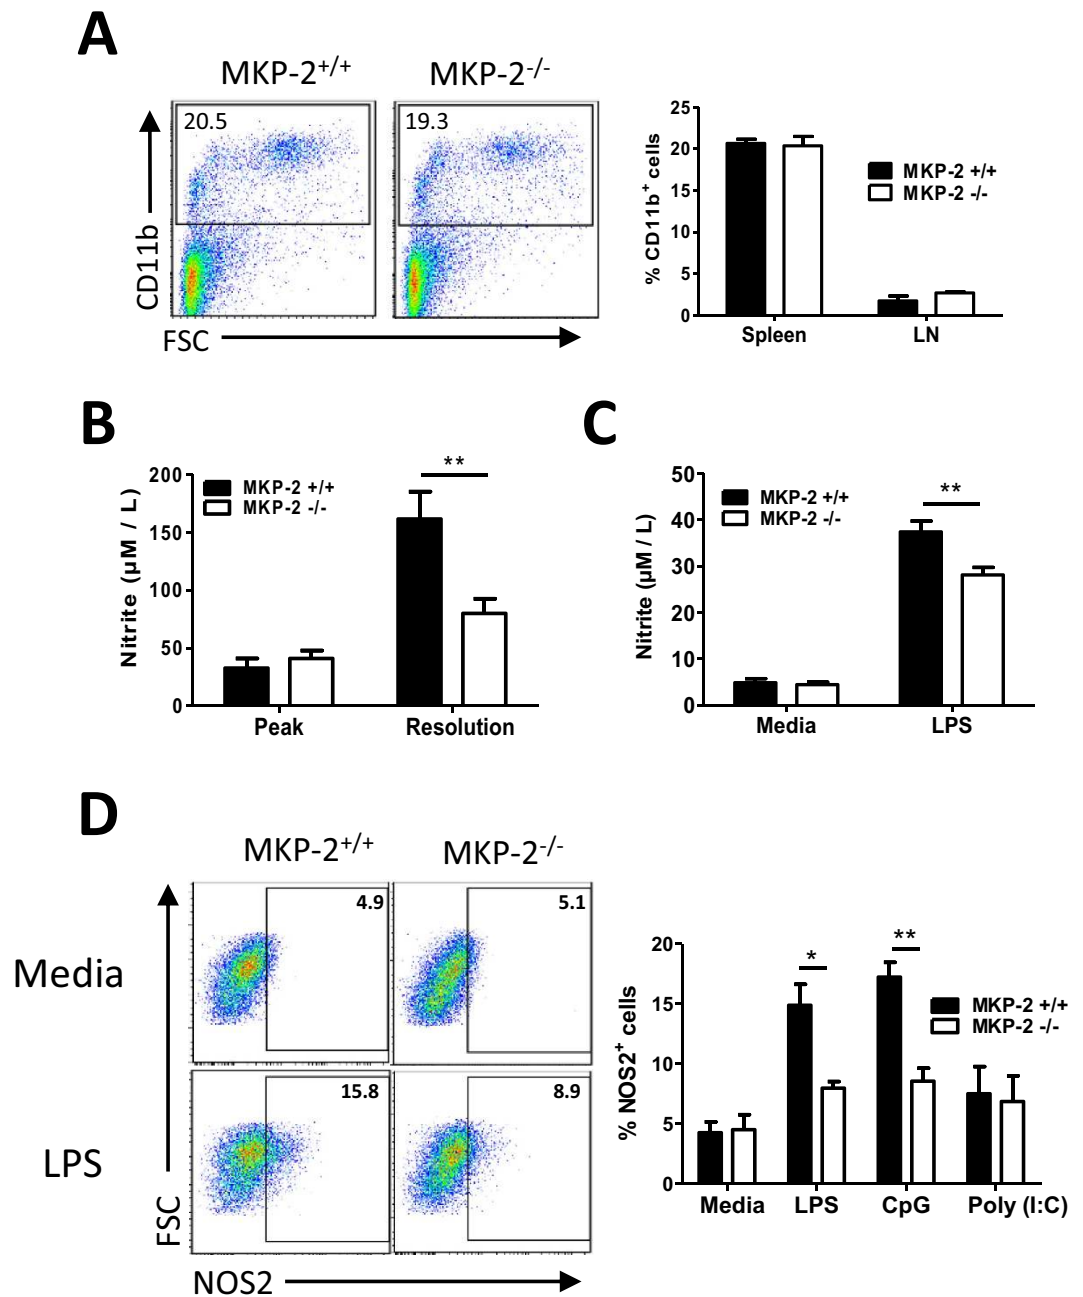 A
MKP-2+/+
MKP-2-/-
20.5
19.3
CD11b
FSC
% CD11b+ cells
25
20
15
10
5
0
MKP-2 +/+
MKP-2 -/-
Spleen
LN
B
Nitrite (µM / L)
200
150
100
50
0
MKP-2 +/+
MKP-2 -/-
**
Peak
Resolution
C
Nitrite (µM / L)
50
40
30
20
10
0
MKP-2 +/+
MKP-2 -/-
**
Media
LPS
D
MKP-2+/+
MKP-2-/-
Media
4.9
5.1
LPS
15.8
8.9
FSC
NOS2
% NOS2+ cells
20
15
10
5
0
*
**
MKP-2 +/+
MKP-2 -/-
Media
LPS
CpG
Poly (I:C)